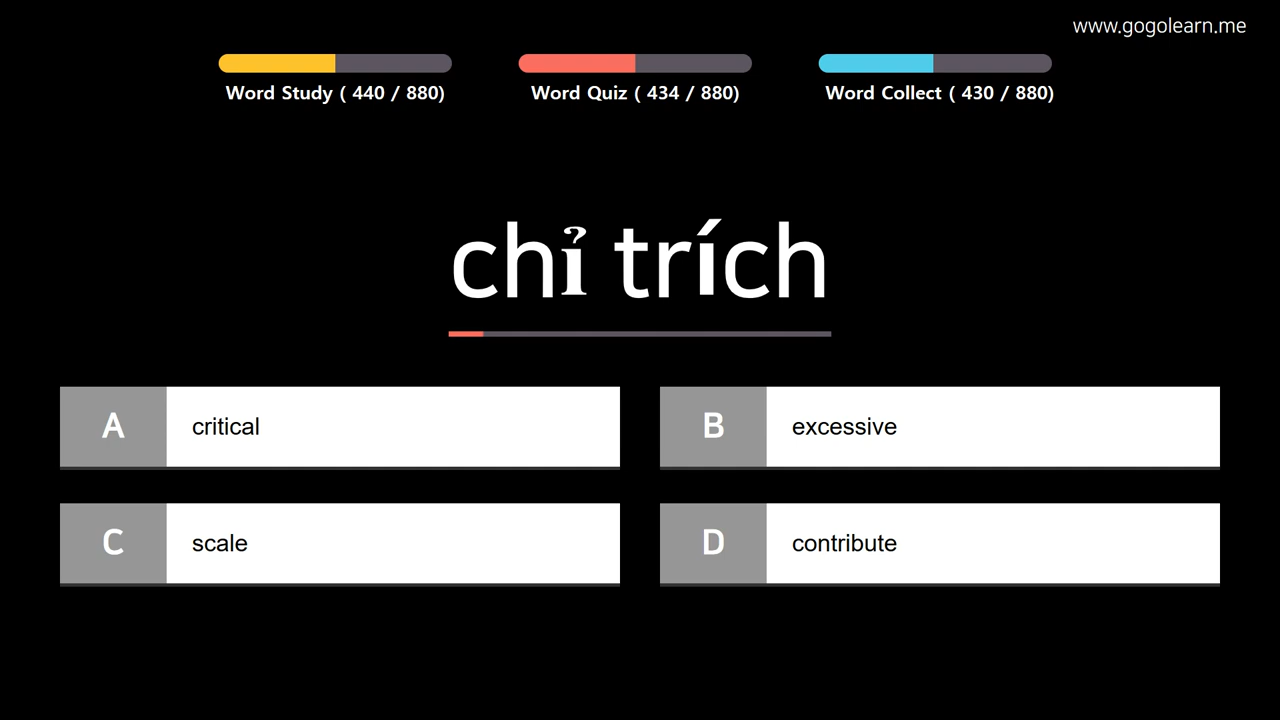 www.gogolearn.me
Word Study ( 440 / 880)
Word Quiz ( 434 / 880)
Word Collect ( 430 / 880)
chỉ trích
A critical
B excessive
C scale
D contribute